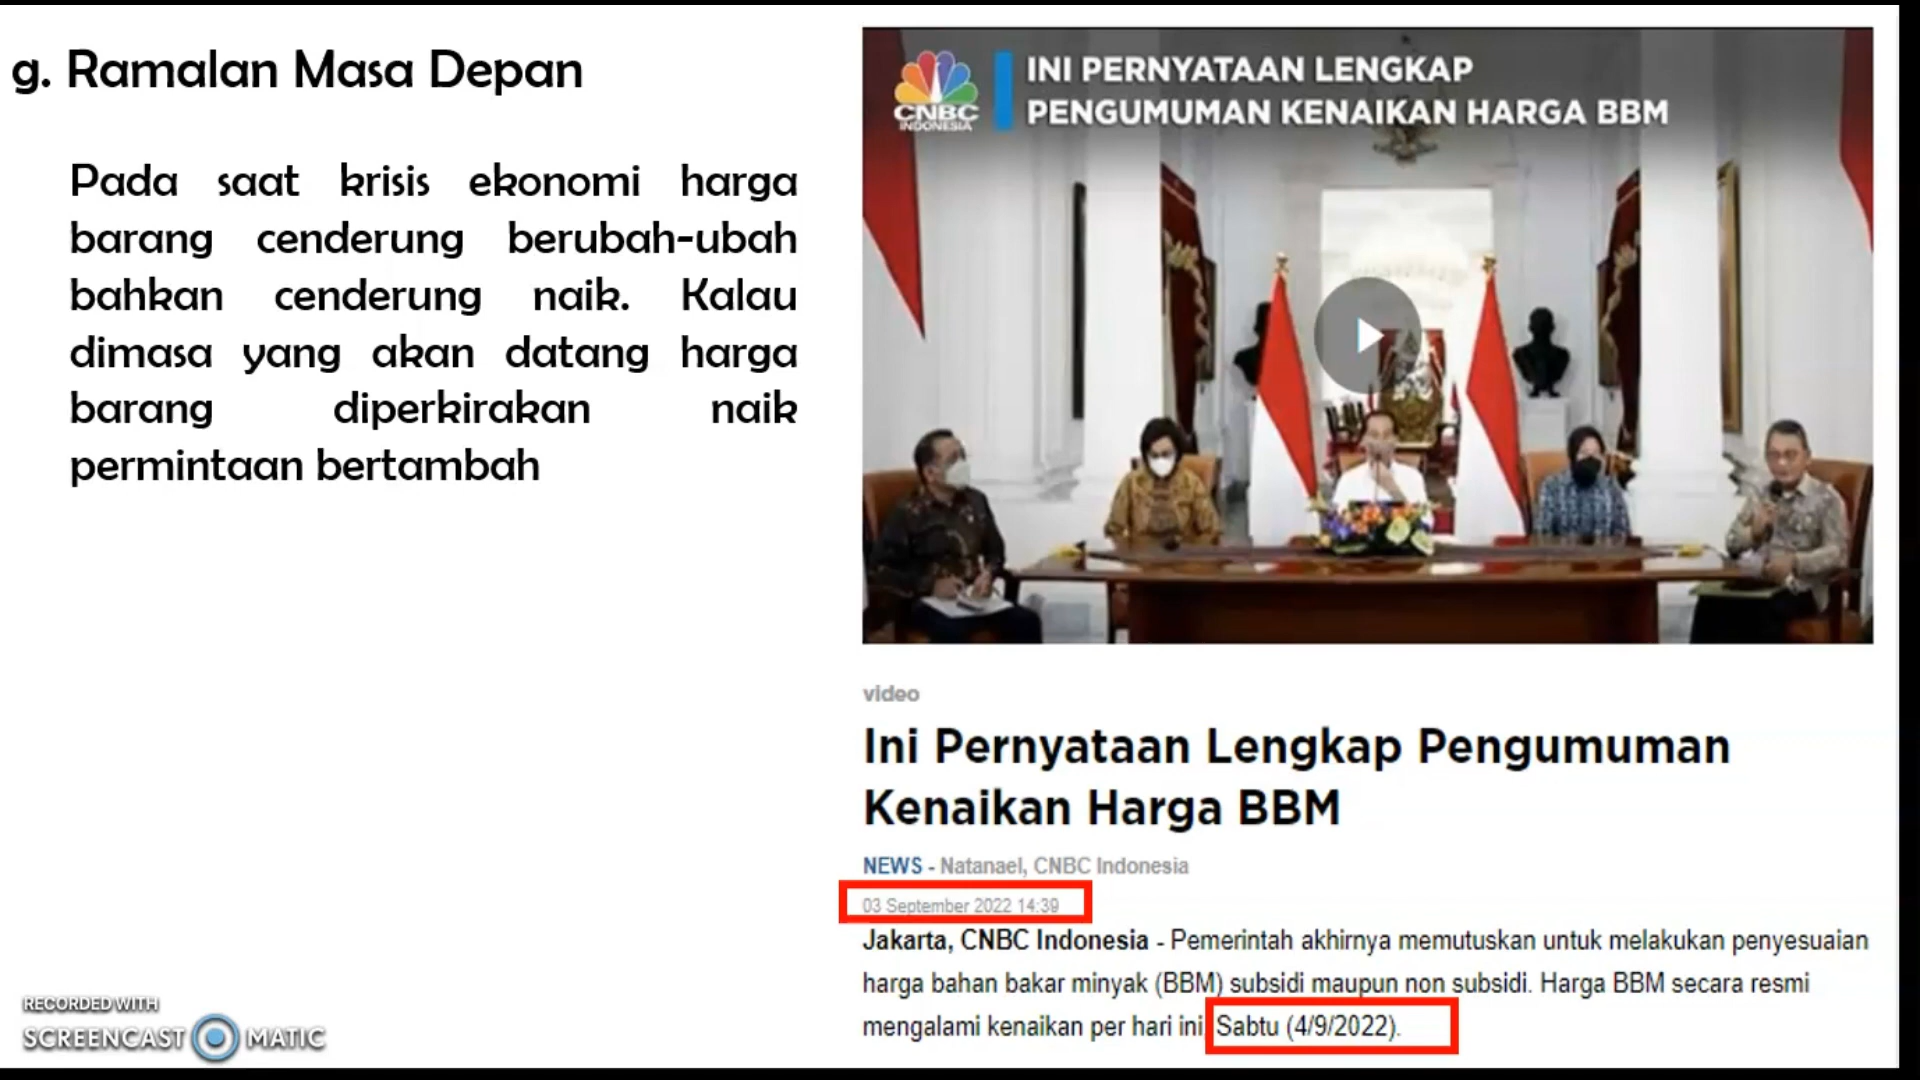 g. Ramalan Masa Depan
Pada saat krisis ekonomi harga
barang cenderung berubah-ubah
bahkan cenderung naik. Kalau
dimasa yang akan datang harga
barang diperkirakan naik
permintaan bertambah
CNBC
INDONESIA
INI PERNYATAAN LENGKAP
PENGUMUMAN KENAIKAN HARGA BBM
video
Ini Pernyataan Lengkap Pengumuman
Kenaikan Harga BBM
NEWS - Natanael, CNBC Indonesia
03 September 2022 14:39
Jakarta, CNBC Indonesia - Pemerintah akhirnya memutuskan untuk melakukan penyesuaian
harga bahan bakar minyak (BBM) subsidi maupun non subsidi. Harga BBM secara resmi
mengalami kenaikan per hari ini, Sabtu (4/9/2022).
RECORDED WITH
SCREENCAST MATIC